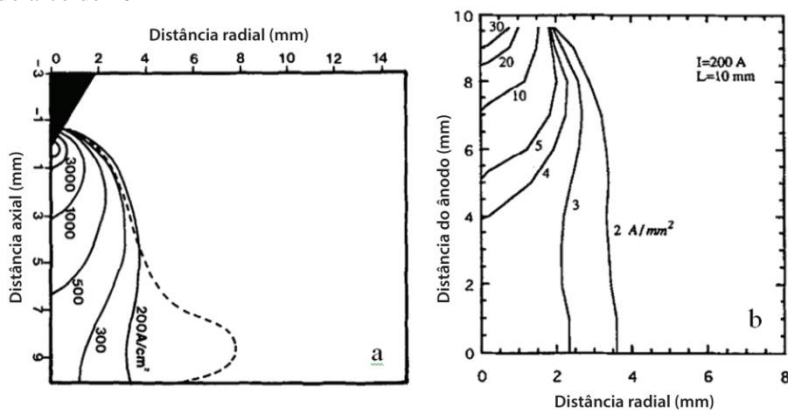 Distância radial (mm)
0 2 4 6 8 10 12 14
Distância axial (mm)
-3
-1
1
3
5
7
9
3000
1000
500
300
200A/cm²
a
Distância do ânodo (mm)
10
8
6
4
2
0
30
20
10
5
4
3
2 A/mm²
I=200 A
L=10 mm
b
0 2 4 6 8
Distância radial (mm)